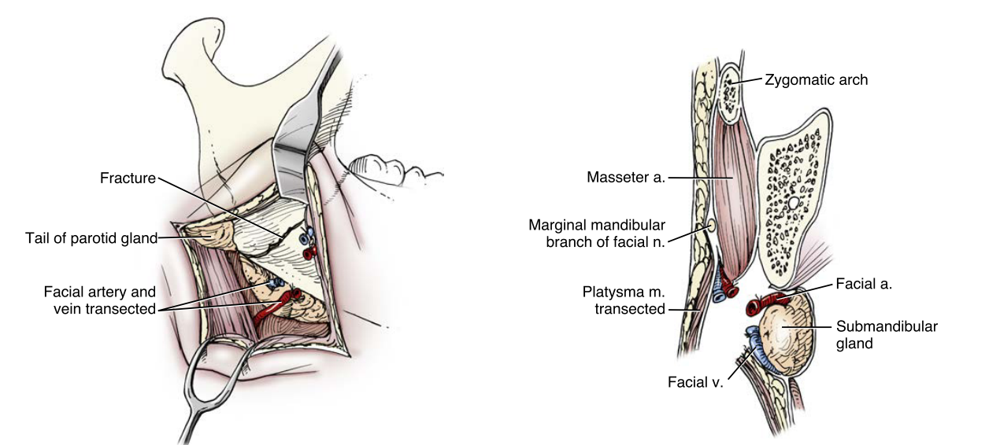 Fracture
Tail of parotid gland
Facial artery and
vein transected
Zygomatic arch
Masseter a.
Marginal mandibular
branch of facial n.
Platysma m.
transected
Facial a.
Submandibular
gland
Facial v.